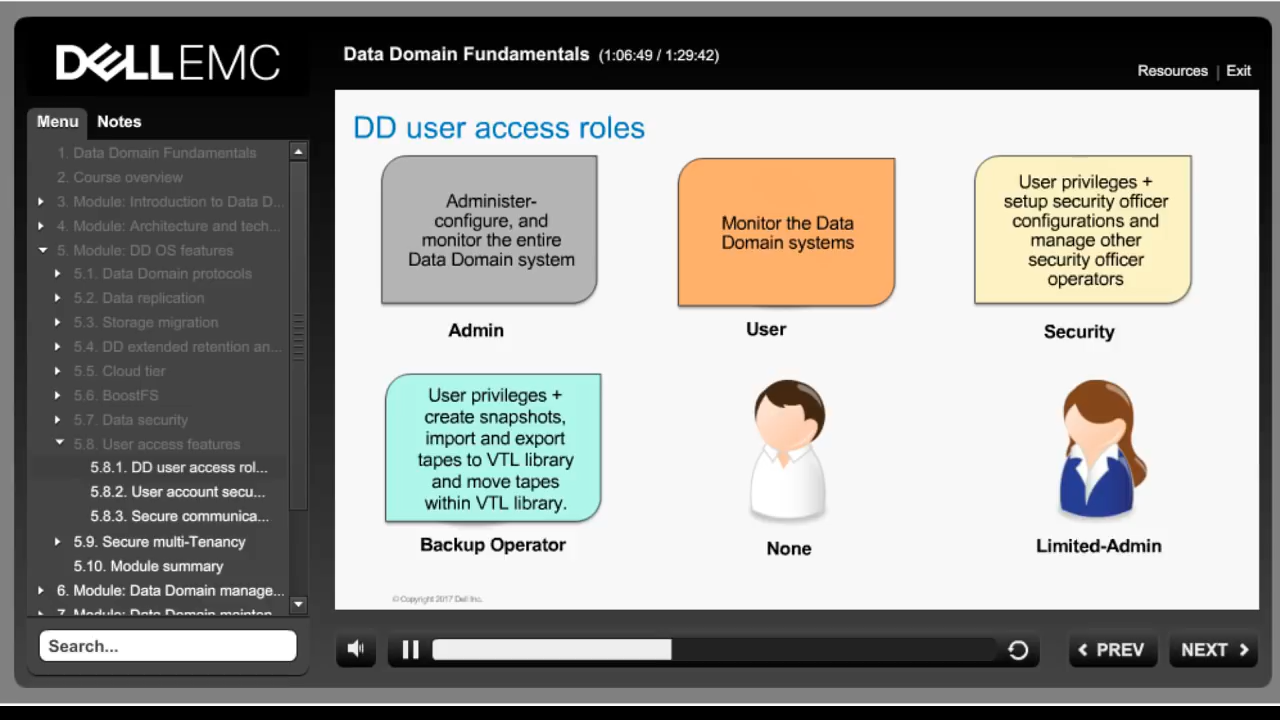 DELLEMC
Data Domain Fundamentals (1:06:49 / 1:29:42)
Resources | Exit
Menu Notes
1. Data Domain Fundamentals
2. Course overview
3. Module: Introduction to Data D...
4. Module: Architecture and tech...
5. Module: DD OS features
5.1. Data Domain protocols
5.2. Data replication
5.3. Storage migration
5.4. DD extended retention an...
5.5. Cloud tier
5.6. BoostFS
5.7. Data security
5.8. User access features
5.8.1. DD user access rol...
5.8.2. User account secu...
5.8.3. Secure communica...
5.9. Secure multi-Tenancy
5.10. Module summary
6. Module: Data Domain manage...
7. Module: Data Domain mainten...
Search...
DD user access roles
Administer-
configure, and
monitor the entire
Data Domain system
Admin
Monitor the Data
Domain systems
User
User privileges +
setup security officer
configurations and
manage other
security officer
operators
Security
User privileges +
create snapshots,
import and export
tapes to VTL library
and move tapes
within VTL library.
Backup Operator
None
Limited-Admin
© Copyright 2017 Dell Inc.
PREV
NEXT